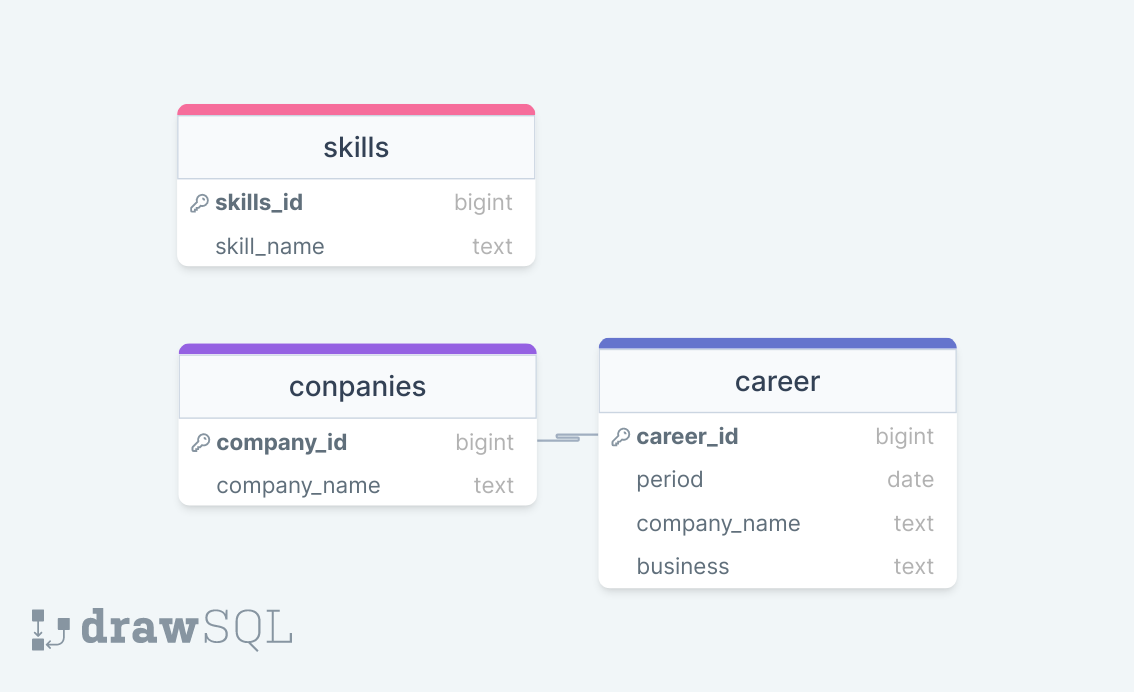 skills
skills_id bigint
skill_name text
conpanies
company_id bigint
company_name text
career
career_id bigint
period date
company_name text
business text
drawSQL